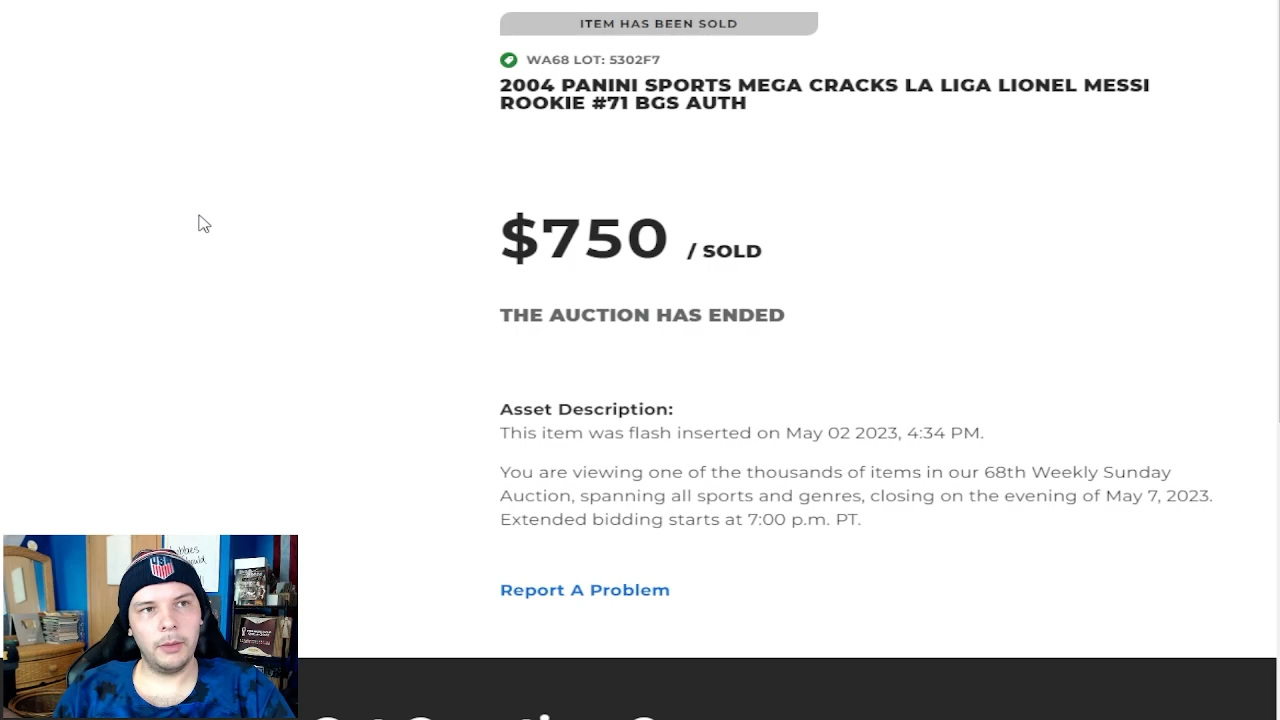 ITEM HAS BEEN SOLD
WA68 LOT: 5302F7
2004 PANINI SPORTS MEGA CRACKS LA LIGA LIONEL MESSI
ROOKIE #71 BGS AUTH
$750 / SOLD
THE AUCTION HAS ENDED
Asset Description:
This item was flash inserted on May 02 2023, 4:34 PM.
You are viewing one of the thousands of items in our 68th Weekly Sunday
Auction, spanning all sports and genres, closing on the evening of May 7, 2023.
Extended bidding starts at 7:00 p.m. PT.
Report A Problem